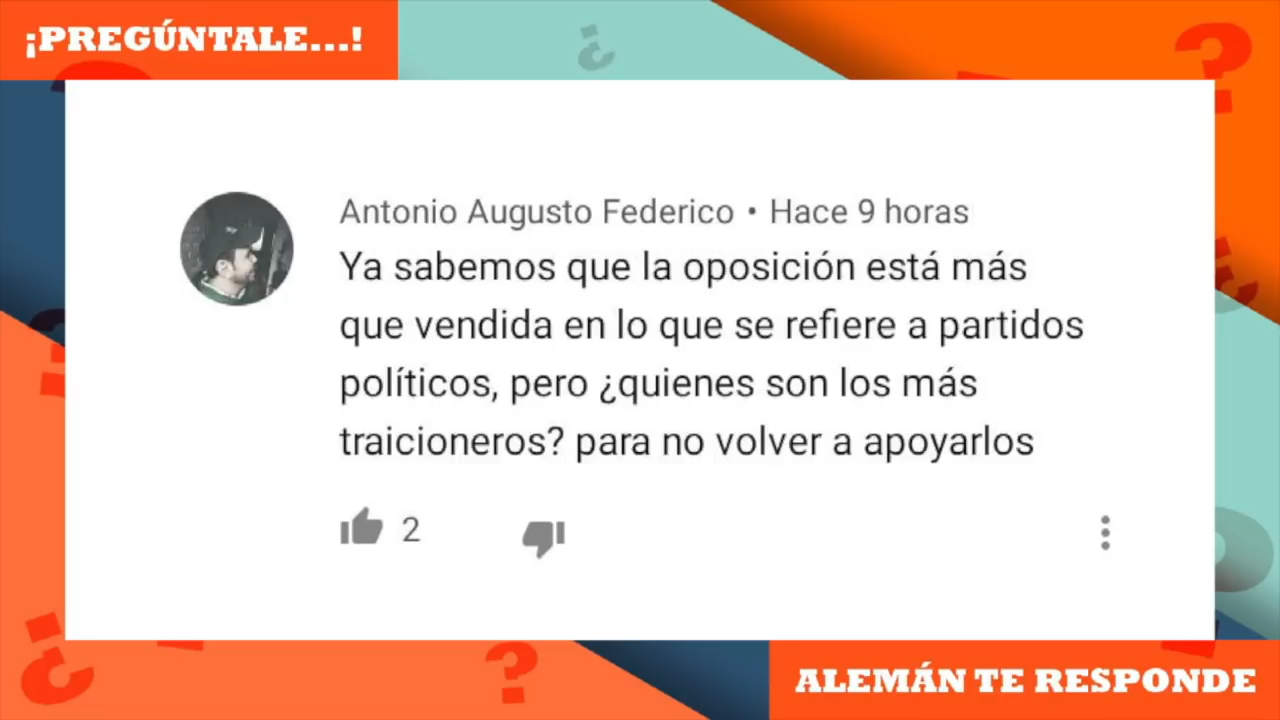 ¡PREGÚNTALE...!
Antonio Augusto Federico • Hace 9 horas
Ya sabemos que la oposición está más
que vendida en lo que se refiere a partidos
políticos, pero ¿quienes son los más
traicioneros? para no volver a apoyarlos
2
ALEMÁN TE RESPONDE